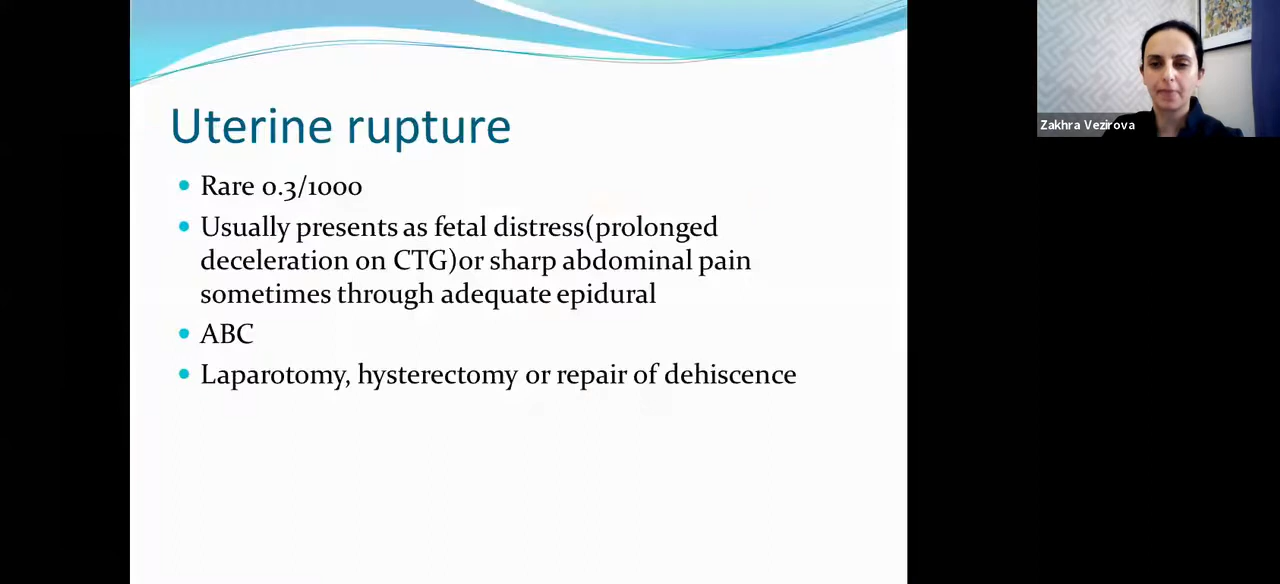 Uterine rupture
Rare 0.3/1000
Usually presents as fetal distress(prolonged
deceleration on CTG)or sharp abdominal pain
sometimes through adequate epidural
ABC
Laparotomy, hysterectomy or repair of dehiscence
Zakhra Vezirova